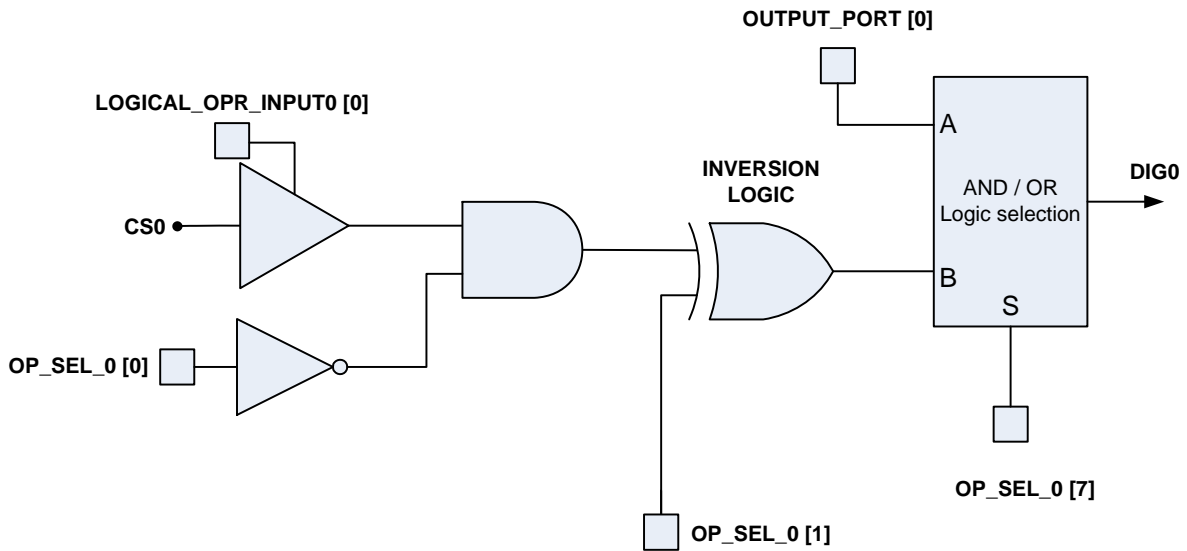 OUTPUT_PORT [0]
LOGICAL_OPR_INPUT0 [0]
A
INVERSION
LOGIC
DIG0
AND / OR
Logic selection
CS0
B
S
OP_SEL_0 [0]
OP_SEL_0 [7]
OP_SEL_0 [1]